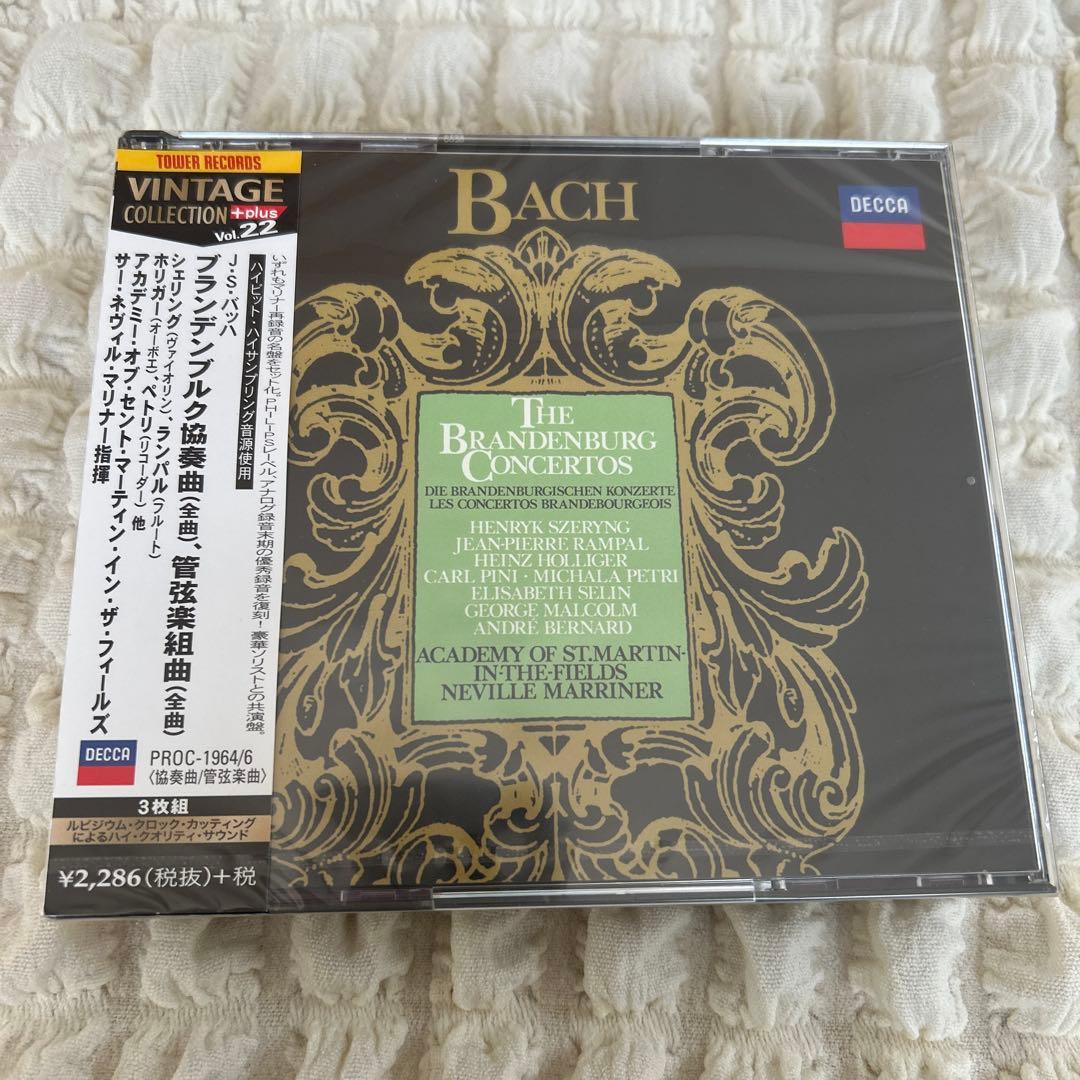 TOWER RECORDS
VINTAGE
COLLECTION +plus
Vol.22
いずれもマリナー再録音の名盤をセット化。PHILIPSレーベル、アナログ録音末期の優秀録音を復刻！豪華ソリストとの共演盤。
ハイビット・ハイサンプリング音源使用
J・S・バッハ
ブランデンブルク協奏曲(全曲)、管弦楽組曲(全曲)
シェリング(ヴァイオリン)、ランパル(フルート)
ホリガー(オーボエ)、ペトリ(リコーダー) 他
アカデミー・オブ・セント・マーティン・イン・ザ・フィールズ
サー・ネヴィル・マリナー指揮
DECCA
PROC-1964/6
〈協奏曲/管弦楽曲〉
3枚組
ルビジウム・クロック・カッティング
によるハイ・クオリティ・サウンド
¥2,286(税抜)+税
BACH
DECCA
THE
BRANDENBURG
CONCERTOS
DIE BRANDENBURGISCHEN KONZERTE
LES CONCERTOS BRANDEBOURGEOIS
HENRYK SZERYNG
JEAN-PIERRE RAMPAL
HEINZ HOLLIGER
CARL PINI · MICHALA PETRI
ELISABETH SELIN
GEORGE MALCOLM
ANDRÉ BERNARD
ACADEMY OF ST.MARTIN-
IN-THE-FIELDS
NEVILLE MARRINER